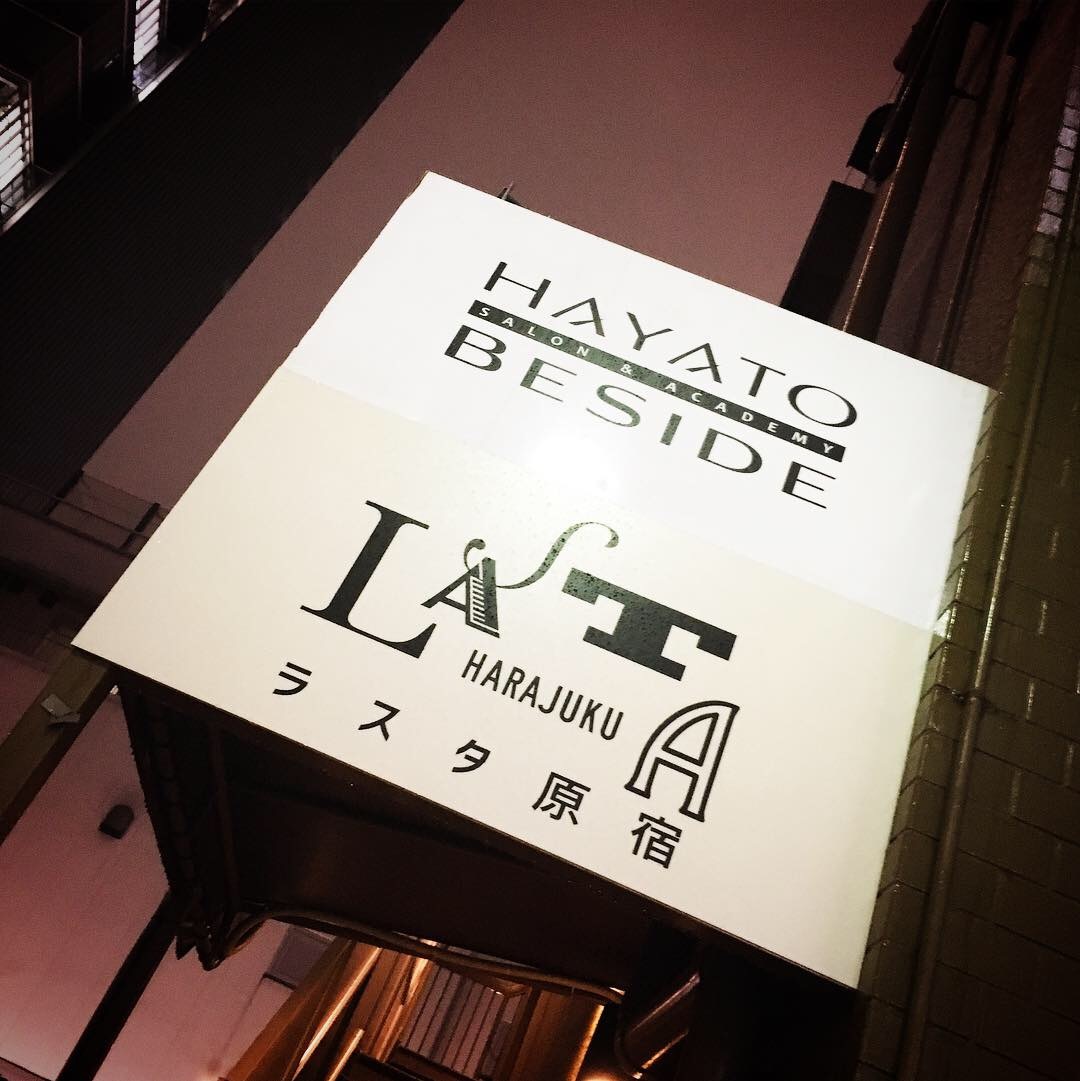 HAYATO
SALON & ACADEMY
BESIDE
LASTA
HARAJUKU
ラスタ原宿